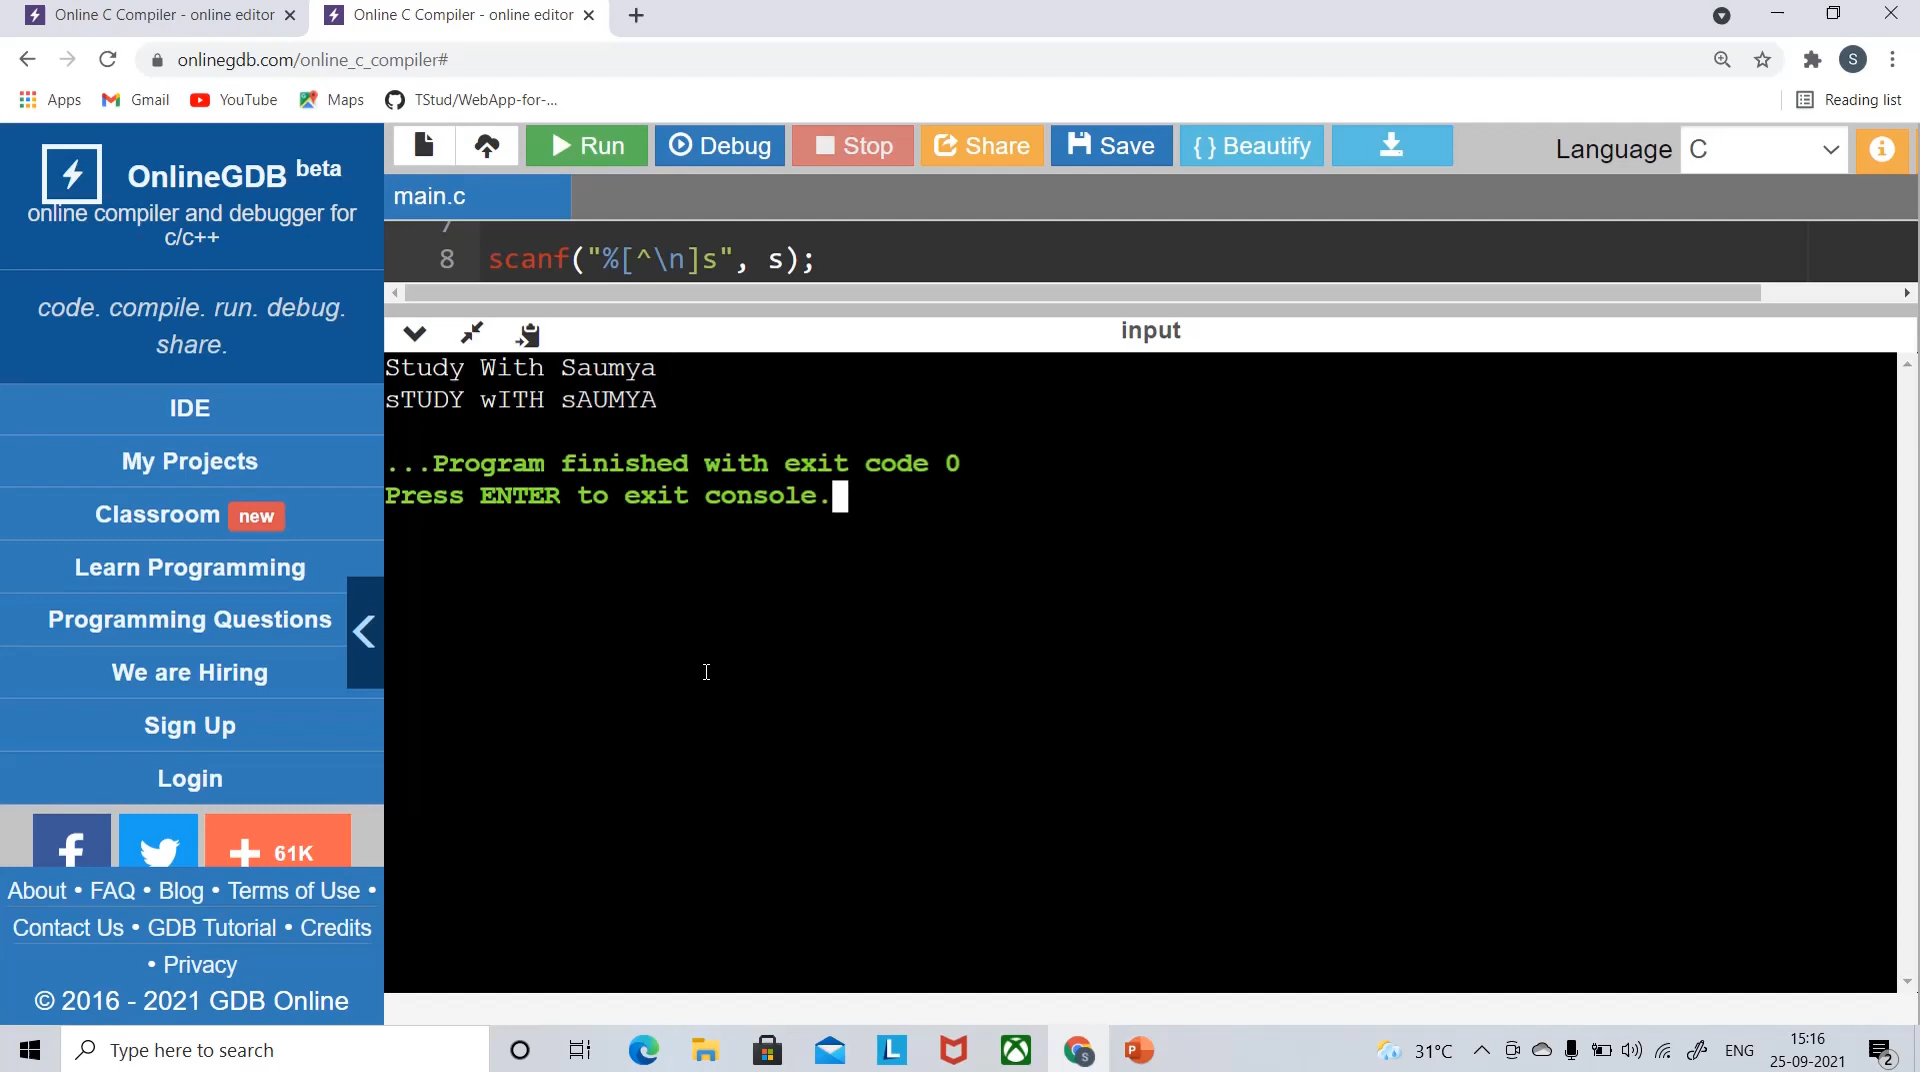 Online C Compiler - online editor
Online C Compiler - online editor
onlinegdb.com/online_c_compiler#
S
Apps
Gmail
YouTube
Maps
TStud/WebApp-for-...
Reading list
OnlineGDB beta
online compiler and debugger for
c/c++
code. compile. run. debug.
share.
IDE
My Projects
Classroom new
Learn Programming
Programming Questions
We are Hiring
Sign Up
Login
61K
About • FAQ • Blog • Terms of Use •
Contact Us • GDB Tutorial • Credits
• Privacy
© 2016 - 2021 GDB Online
Run
Debug
Stop
Share
Save
{ } Beautify
Language
C
main.c
7
8 scanf("%[^\n]s", s);
input
Study With Saumya
sTUDY wITH sAUMYA
...Program finished with exit code 0
Press ENTER to exit console.
Type here to search
31°C
ENG
15:16
25-09-2021
2